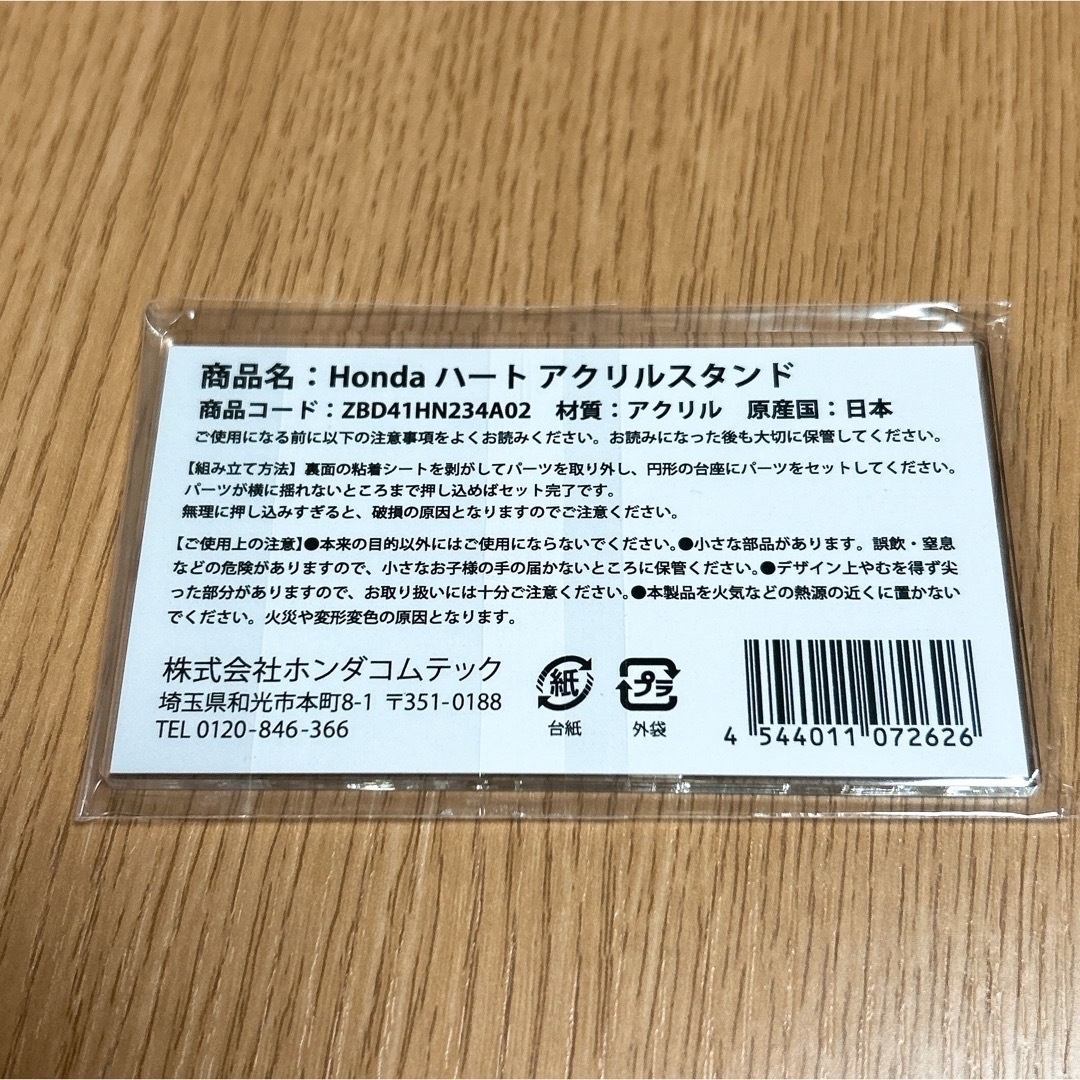 商品名：Honda ハート アクリルスタンド
商品コード：ZBD41HN234A02　材質：アクリル　原産国：日本
ご使用になる前に以下の注意事項をよくお読みください。お読みになった後も大切に保管してください。
【組み立て方法】裏面の粘着シートを剥がしてパーツを取り外し、円形の台座にパーツをセットしてください。
パーツが横に揺れないところまで押し込めばセット完了です。
無理に押し込みすぎると、破損の原因となりますのでご注意ください。
【ご使用上の注意】●本来の目的以外にはご使用にならないでください。●小さな部品があります。誤飲・窒息
などの危険がありますので、小さなお子様の手の届かないところに保管ください。●デザイン上やむを得ず尖
った部分がありますので、お取り扱いには十分ご注意ください。●本製品を火気などの熱源の近くに置かない
でください。火災や変形変色の原因となります。
株式会社ホンダコムテック
埼玉県和光市本町8-1 〒351-0188
TEL 0120-846-366
紙
台紙
プラ
外袋
4 544011 072626